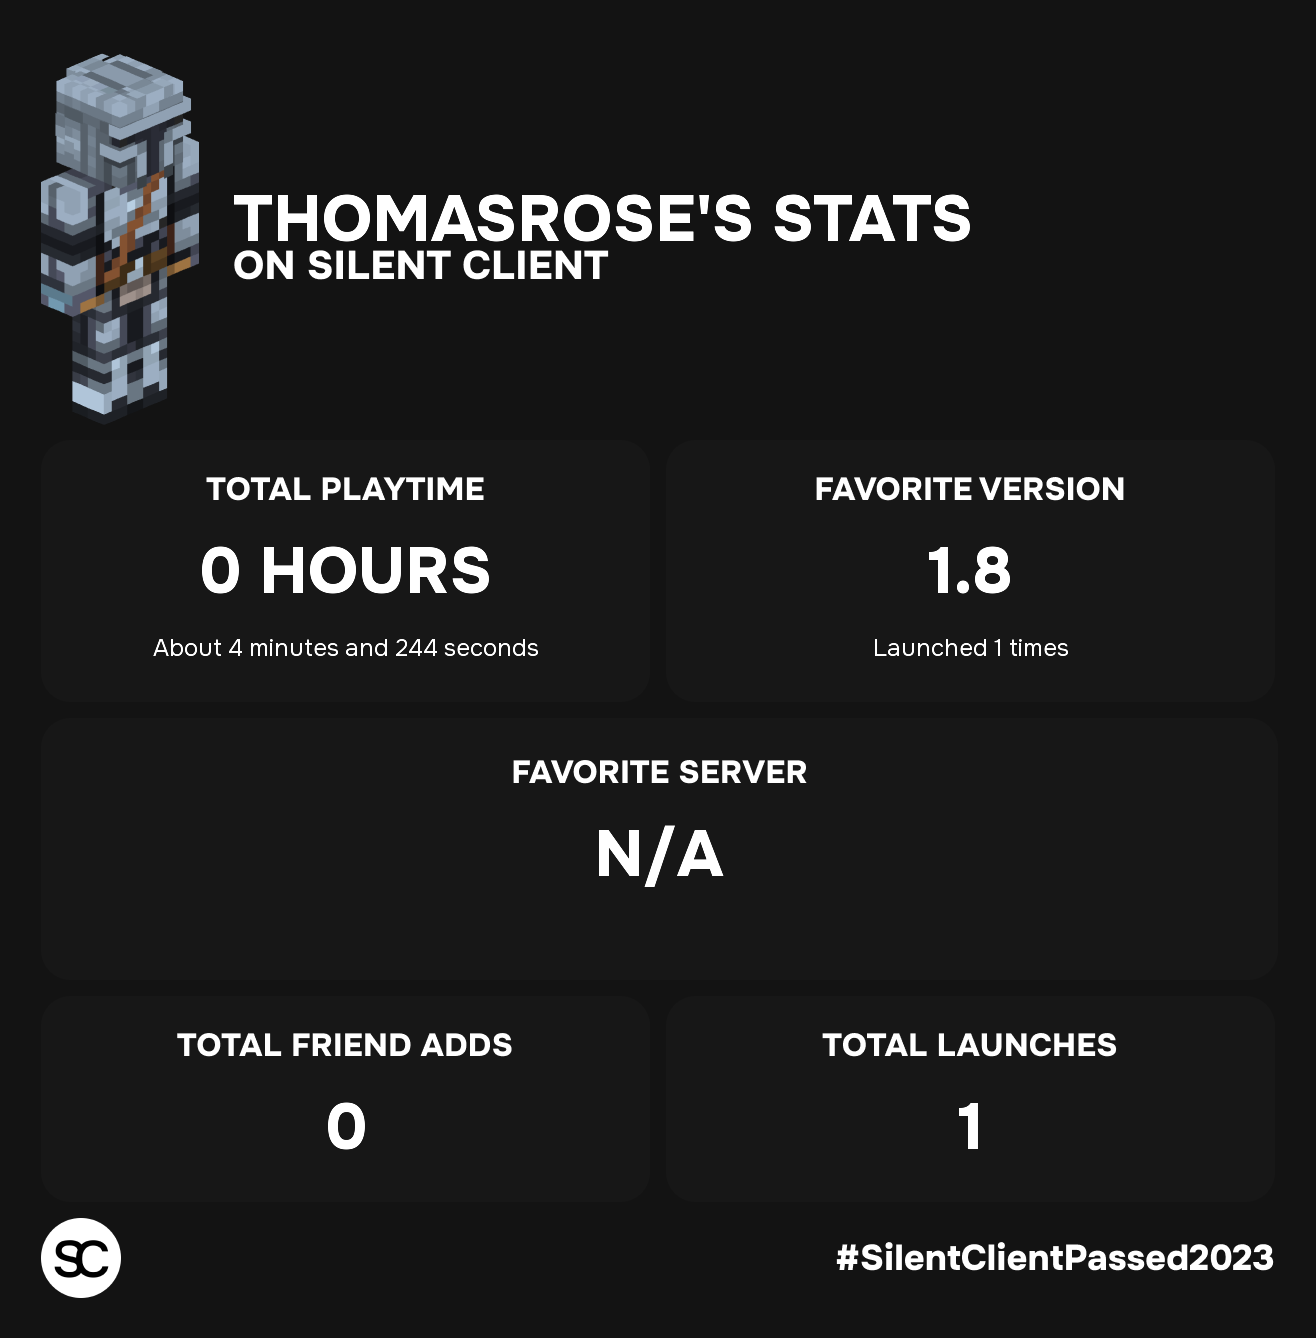 THOMASROSE'S STATS
ON SILENT CLIENT
TOTAL PLAYTIME
0 HOURS
About 4 minutes and 244 seconds
FAVORITE VERSION
1.8
Launched 1 times
FAVORITE SERVER
N/A
TOTAL FRIEND ADDS
0
TOTAL LAUNCHES
1
SC
#SilentClientPassed2023